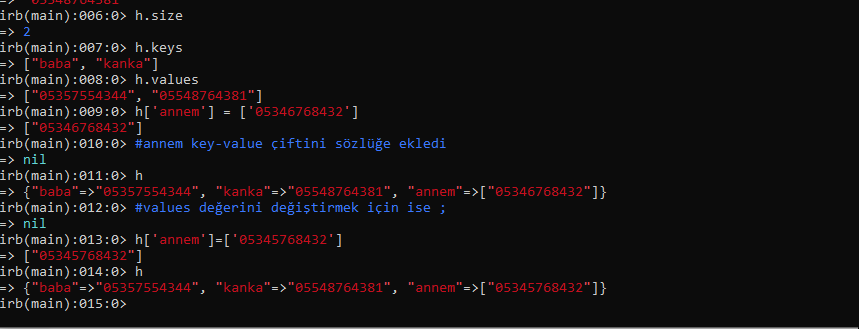 => "05548764381"
irb(main):006:0> h.size
=> 2
irb(main):007:0> h.keys
=> ["baba", "kanka"]
irb(main):008:0> h.values
=> ["05357554344", "05548764381"]
irb(main):009:0> h['annem'] = ['05346768432']
=> ["05346768432"]
irb(main):010:0> #annem key-value çiftini sözlüğe ekledi
=> nil
irb(main):011:0> h
=> {"baba"=>"05357554344", "kanka"=>"05548764381", "annem"=>["05346768432"]}
irb(main):012:0> #values değerini değiştirmek için ise ;
=> nil
irb(main):013:0> h['annem']=['05345768432']
=> ["05345768432"]
irb(main):014:0> h
=> {"baba"=>"05357554344", "kanka"=>"05548764381", "annem"=>["05345768432"]}
irb(main):015:0>